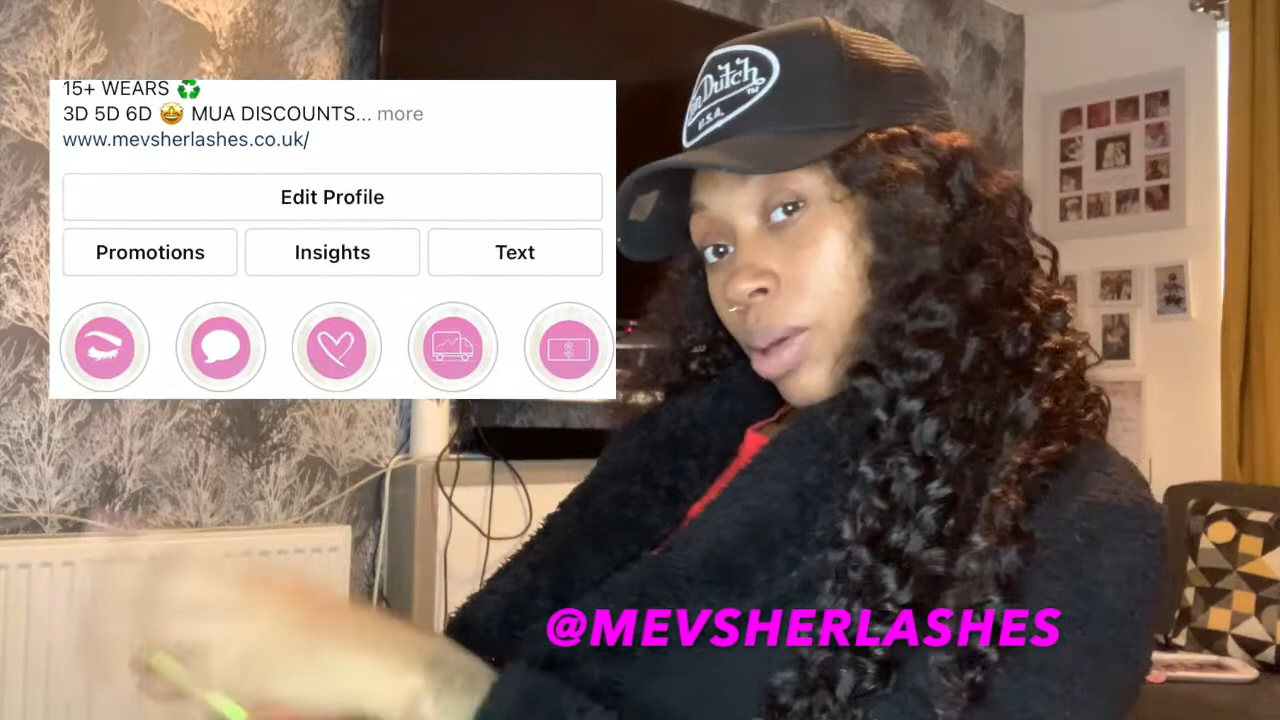 15+ WEARS ♻️
3D 5D 6D 🤩 MUA DISCOUNTS... more
www.mevsherlashes.co.uk/
Edit Profile
Promotions
Insights
Text
Dutch
U.S.A.
TM
@MEVSHERLASHES